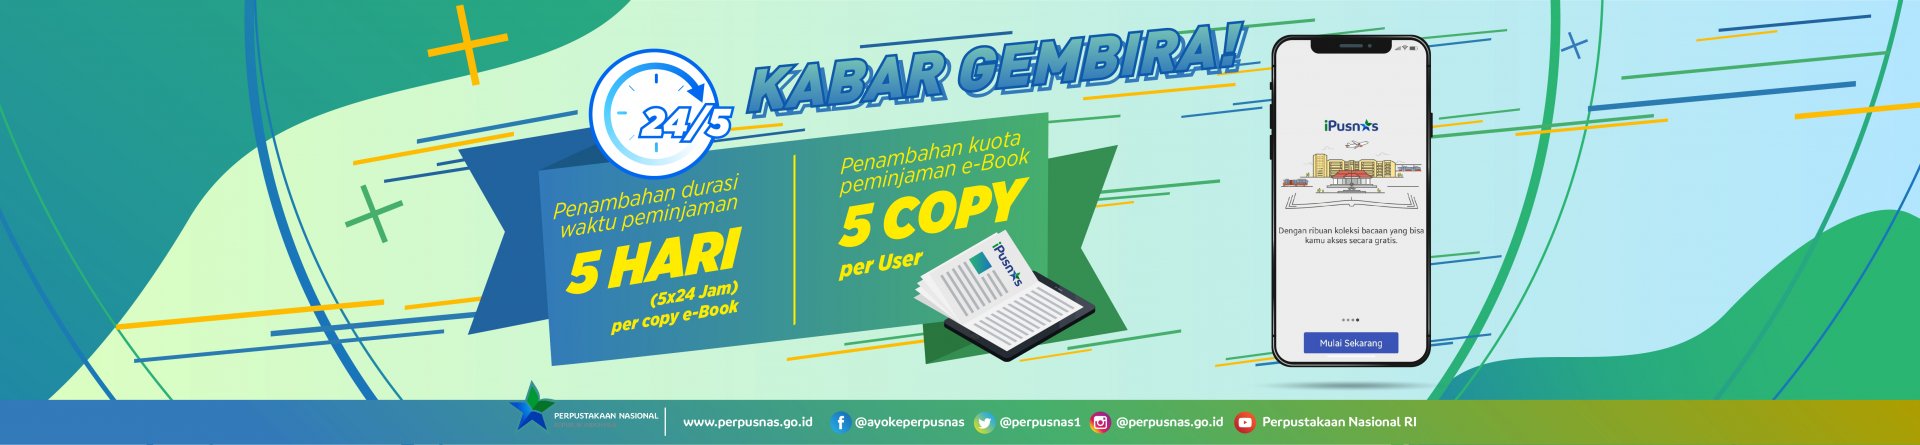 KABAR GEMBIRA!
24/5
Penambahan durasi
waktu peminjaman
5 HARI
(5x24 Jam)
per copy e-Book
Penambahan kuota
peminjaman e-Book
5 COPY
per User
iPusnas
iPusnas
Dengan ribuan koleksi bacaan yang bisa
kamu akses secara gratis.
Mulai Sekarang
PERPUSTAKAAN NASIONAL
REPUBLIK INDONESIA
www.perpusnas.go.id
@ayokeperpusnas
@perpusnas1
@perpusnas.go.id
Perpustakaan Nasional RI